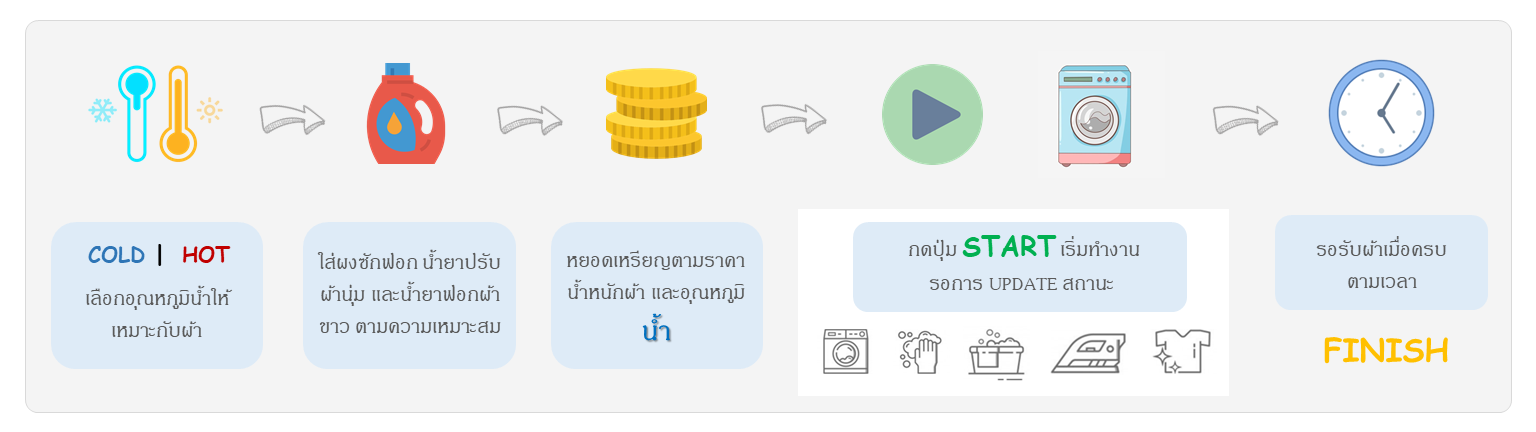 COLD | HOT
เลือกอุณหภูมิน้ำให้
เหมาะกับผ้า
ใส่ผงซักฟอก น้ำยาปรับ
ผ้านุ่ม และน้ำยาฟอกผ้า
ขาว ตามความเหมาะสม
หยอดเหรียญตามราคา
น้ำหนักผ้า และอุณหภูมิ
น้ำ
กดปุ่ม START เริ่มทำงาน
รอการ UPDATE สถานะ
รอรับผ้าเมื่อครบ
ตามเวลา
FINISH